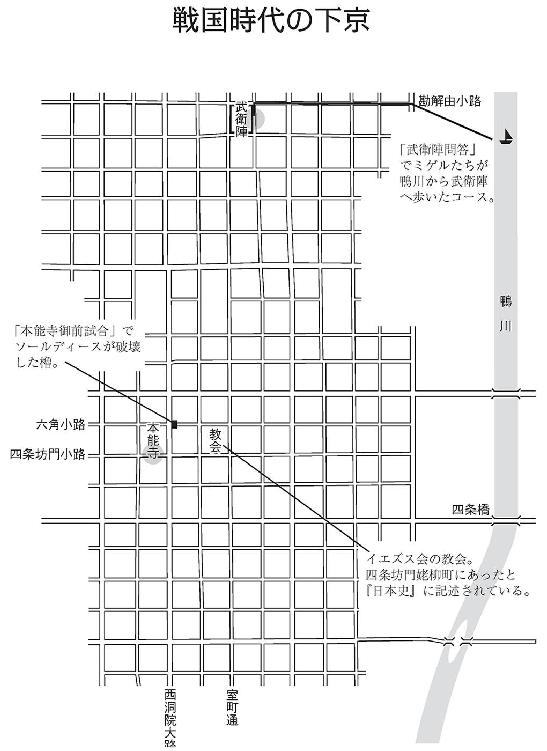 戦国時代の下京
武衛陣
勘解由小路
「武衛陣問答』
でミゲルたちが
鴨川から武衛陣
へ歩いたコース。
鴨川
「本能寺御前試合」で
ソールディースが破壊
した櫓。
六角小路
本能寺
教会
四条坊門小路
四条橋
イエズス会の教会。
四条坊門姥柳町にあったと
『日本史』に記述されている。
西洞院大路
室町通